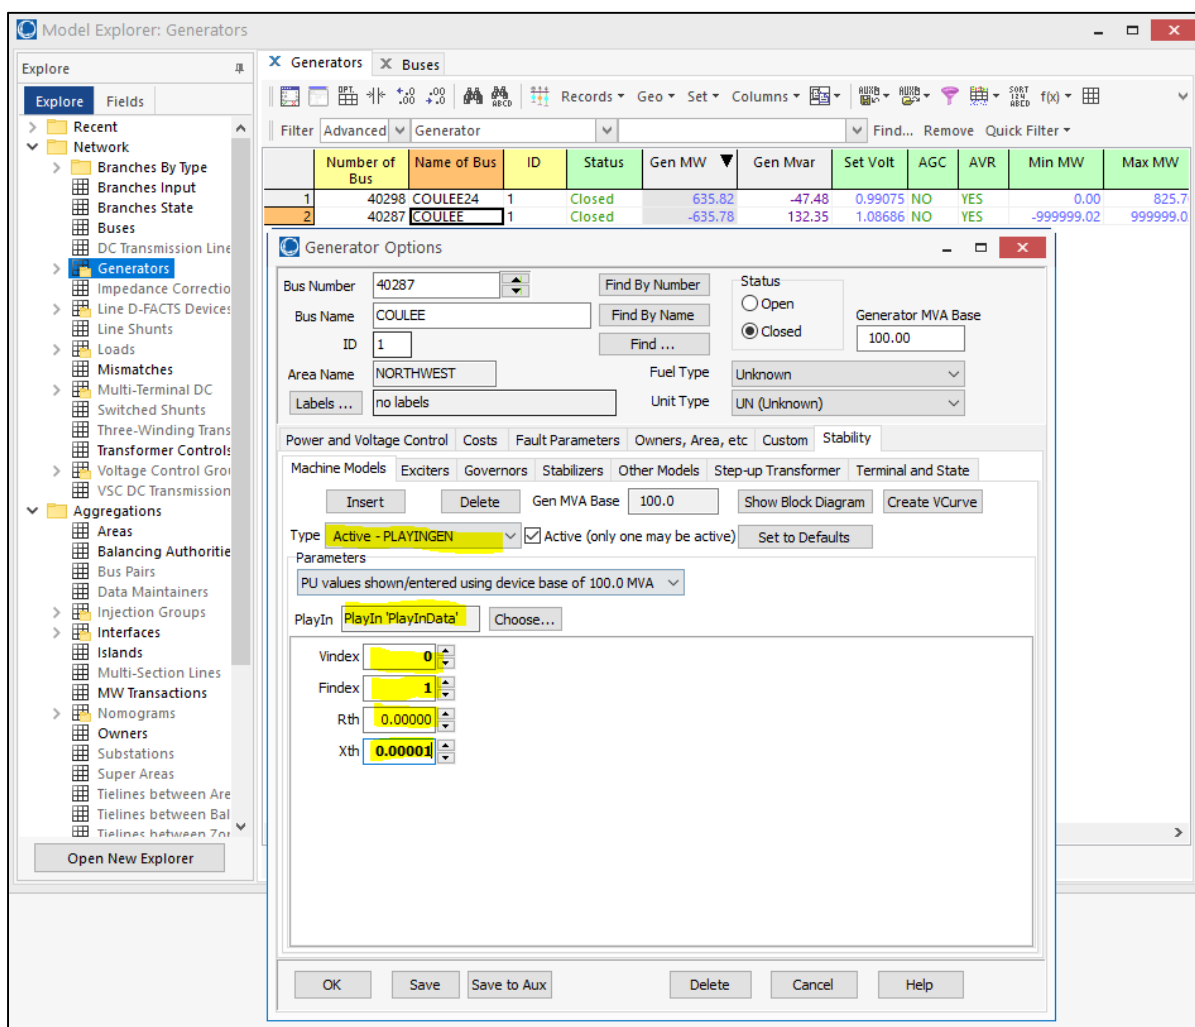 Model Explorer: Generators
Explore
Explore Fields
Recent
Network
Branches By Type
Branches Input
Branches State
Buses
DC Transmission Line
Generators
Impedance Correctio
Line D-FACTS Devices
Line Shunts
Loads
Mismatches
Multi-Terminal DC
Switched Shunts
Three-Winding Trans
Transformer Controls
Voltage Control Grou
VSC DC Transmission
Aggregations
Areas
Balancing Authoritie
Bus Pairs
Data Maintainers
Injection Groups
Interfaces
Islands
Multi-Section Lines
MW Transactions
Nomograms
Owners
Substations
Super Areas
Tielines between Are
Tielines between Bal
Tielines between Zor
Open New Explorer
X Generators X Buses
Records Geo Set Columns f(x)
Filter Advanced Generator Find... Remove Quick Filter
Number of Bus Name of Bus ID Status Gen MW Gen Mvar Set Volt AGC AVR Min MW Max MW
1 40298 COULEE24 1 Closed 635.82 -47.48 0.99075 NO YES 0.00 825.7
2 40287 COULEE 1 Closed -635.78 132.35 1.08686 NO YES -999999.02 999999.0
Generator Options
Bus Number 40287 Find By Number
Bus Name COULEE Find By Name
ID 1 Find ...
Status
Open
Closed
Generator MVA Base
100.00
Area Name NORTHWEST Fuel Type Unknown
Labels ... no labels Unit Type UN (Unknown)
Power and Voltage Control Costs Fault Parameters Owners, Area, etc Custom Stability
Machine Models Exciters Governors Stabilizers Other Models Step-up Transformer Terminal and State
Insert Delete Gen MVA Base 100.0 Show Block Diagram Create VCurve
Type Active - PLAYINGEN Active (only one may be active) Set to Defaults
Parameters
PU values shown/entered using device base of 100.0 MVA
PlayIn PlayIn 'PlayInData' Choose...
Vindex 0
Findex 1
Rth 0.00000
Xth 0.00001
OK Save Save to Aux Delete Cancel Help